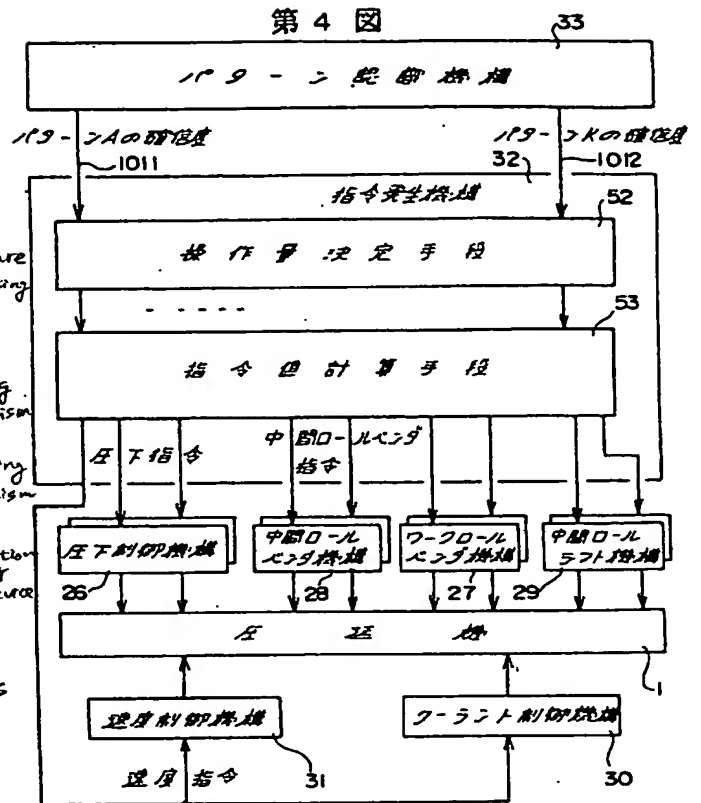 第4図
33
パターン認識機構
パターンAの確信度
パターンKの確信度
1011
32
1012
指令発生機構
52
操作量決定手段
-----
53
指令値計算手段
圧下指令
中間ロールベンダ
指令
圧下制御機構
中間ロール
ベンダ機構
ワークロール
ベンダ機構
中間ロール
シフト機構
26
28
27
29
圧延機
1
速度制御機構
クーラント制御機構
31
30
速度指令